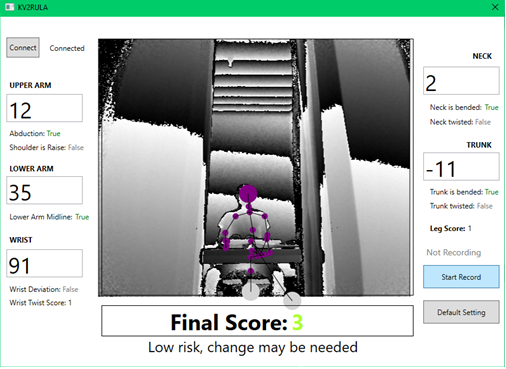 KV2RULA
Connect
Connected
UPPER ARM
12
Abduction: True
Shoulder is Raise: False
LOWER ARM
35
Lower Arm Midline: True
WRIST
91
Wrist Deviation: False
Wrist Twist Score: 1
NECK
2
Neck is bended: True
Neck twisted: False
TRUNK
-11
Trunk is bended: True
Trunk twisted: False
Leg Score: 1
Not Recording
Start Record
Default Setting
Final Score: 3
Low risk, change may be needed